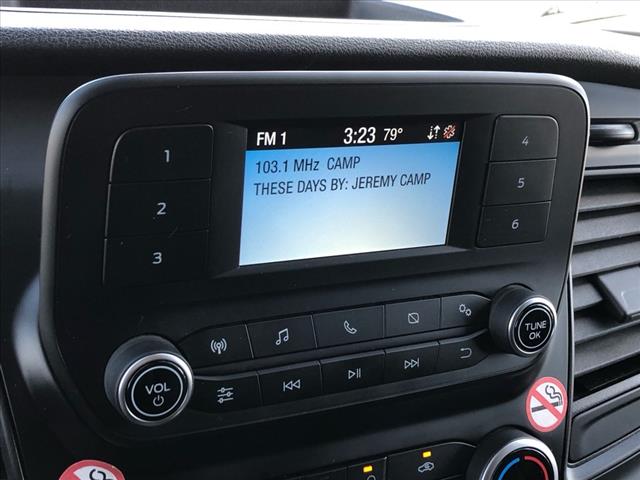 FM 1 3:23 79°
103.1 MHz CAMP
THESE DAYS BY: JEREMY CAMP
1
2
3
4
5
6
VOL
TUNE
OK